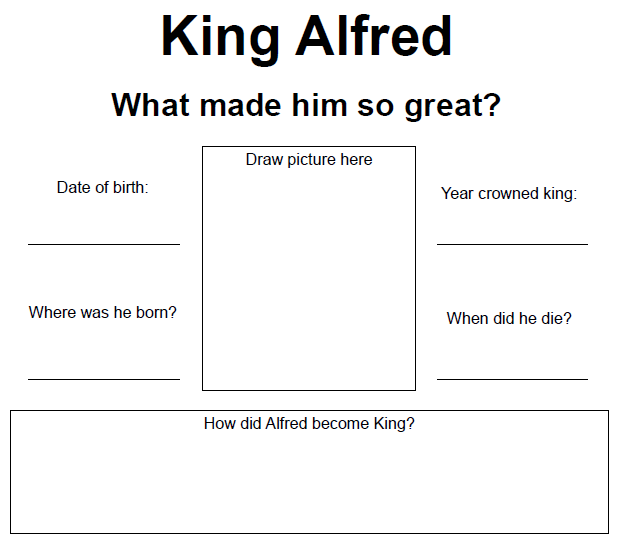 King Alfred
What made him so great?
Draw picture here
Date of birth:
Year crowned king:
Where was he born?
When did he die?
How did Alfred become King?